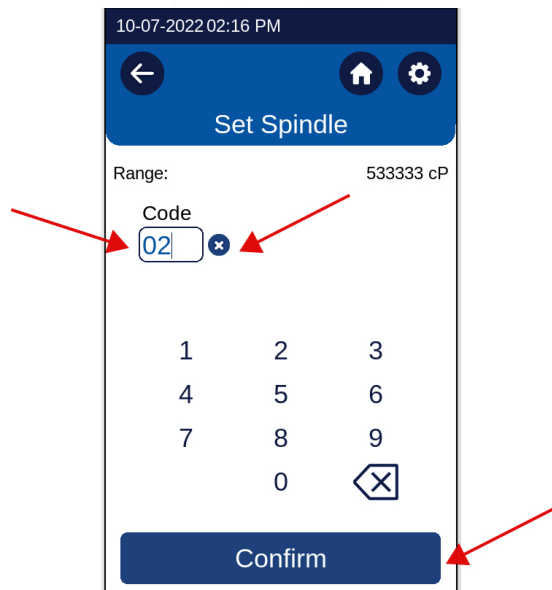 10-07-2022 02:16 PM
Set Spindle
Range: 533333 cP
Code
02
1 2 3
4 5 6
7 8 9
0
Confirm